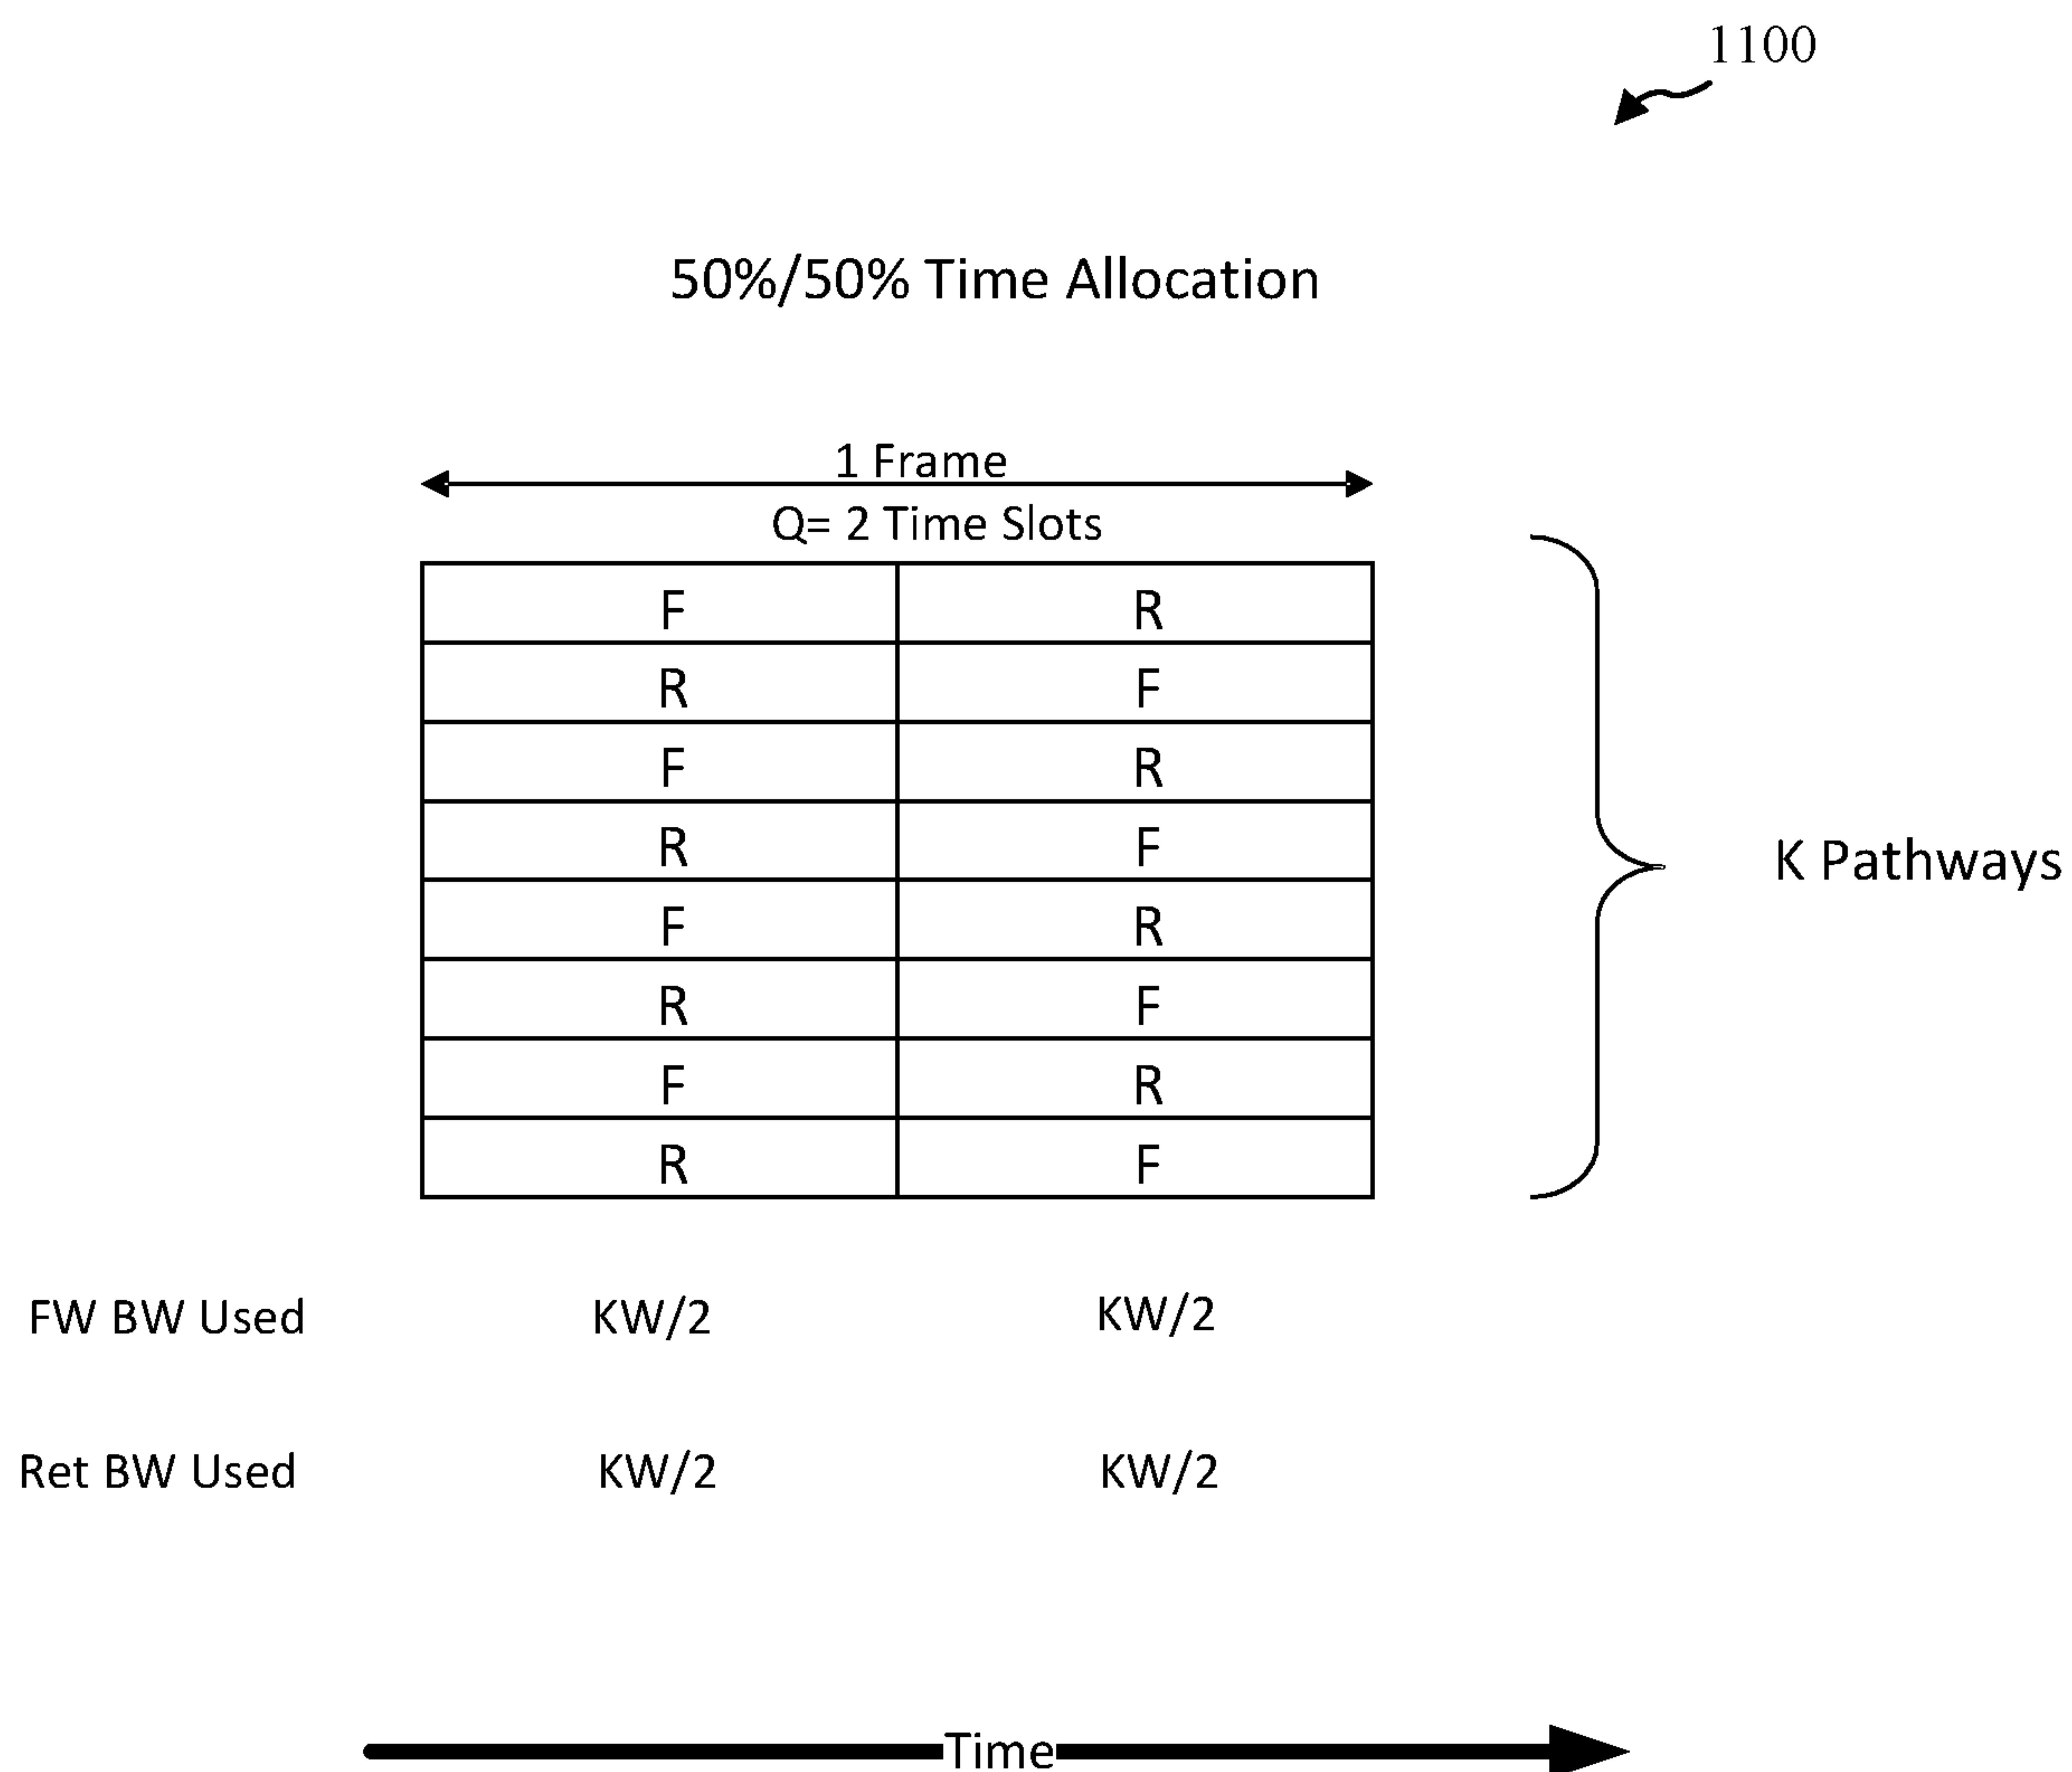 1100
50%/50% Time Allocation
1 Frame
Q= 2 Time Slots
F R
R F
F R
R F
K Pathways
F R
R F
F R
R F
FW BW Used KW/2 KW/2
Ret BW Used KW/2 KW/2
Time